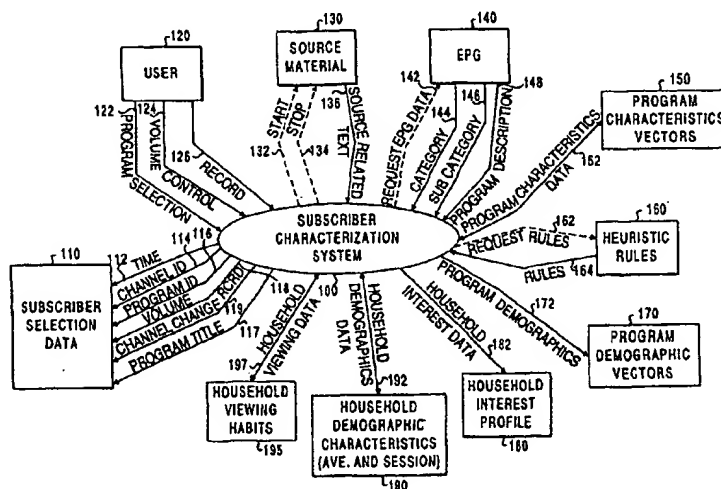 120
USER
122
PROGRAM
SELECTION
124
VOLUME
CONTROL
126
RECORD
130
SOURCE
MATERIAL
START
132
STOP
134
136
SOURCE RELATED
TEXT
140
EPG
142
REQUEST EPG DATA
144
CATEGORY
146
SUB CATEGORY
148
PROGRAM DESCRIPTION
150
PROGRAM
CHARACTERISTICS
VECTORS
PROGRAM CHARACTERISTICS
DATA
152
SUBSCRIBER
CHARACTERIZATION
SYSTEM
100
REQUEST RULES
162
160
HEURISTIC
RULES
RULES
164
110
SUBSCRIBER
SELECTION
DATA
112
TIME
114
CHANNEL ID
116
PROGRAM ID
VOLUME
RCRD
118
CHANNEL CHANGE
119
PROGRAM TITLE
117
PROGRAM DEMOGRAPHICS
172
170
PROGRAM
DEMOGRAPHIC
VECTORS
HOUSEHOLD
VIEWING DATA
197
HOUSEHOLD
VIEWING
HABITS
195
HOUSEHOLD
DEMOGRAPHICS
DATA
192
HOUSEHOLD
DEMOGRAPHIC
CHARACTERISTICS
(AVE. AND SESSION)
190
HOUSEHOLD
INTEREST DATA
182
HOUSEHOLD
INTEREST
PROFILE
180